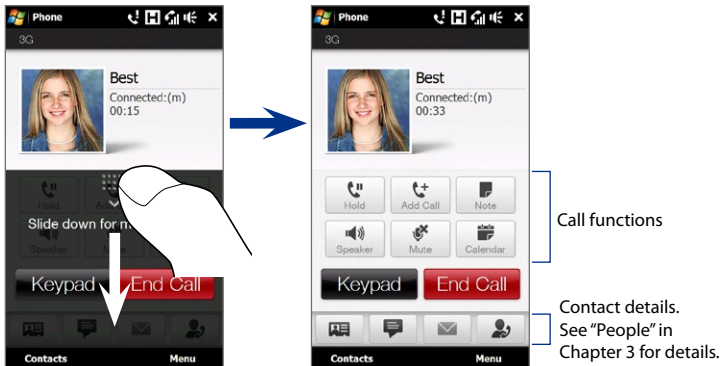 Phone
3G
Best
Connected:(m)
00:15
Hold
Slide down for m
Speaker
Keypad
End Call
Contacts
Menu
Phone
3G
Best
Connected:(m)
00:33
Hold
Add Call
Note
Speaker
Mute
Calendar
Keypad
End Call
Contacts
Menu
Call functions
Contact details.
See “People” in
Chapter 3 for details.